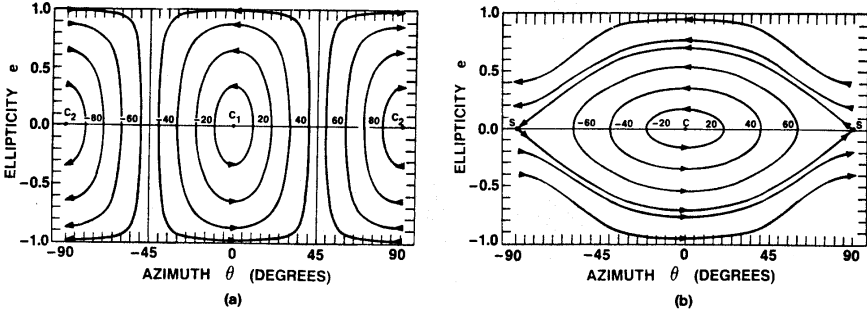 ELLIPTICITY e
1.0
0.5
0.0
-0.5
-1.0
C₂ -80 -60 -40 -20 C₁ 20 40 60 80 C₂
-90 -45 0 45 90
AZIMUTH θ (DEGREES)
(a)
ELLIPTICITY e
1.0
0.5
0.0
-0.5
-1.0
S -60 -40 -20 C 20 40 60 S
-90 -45 0 45 90
AZIMUTH θ (DEGREES)
(b)